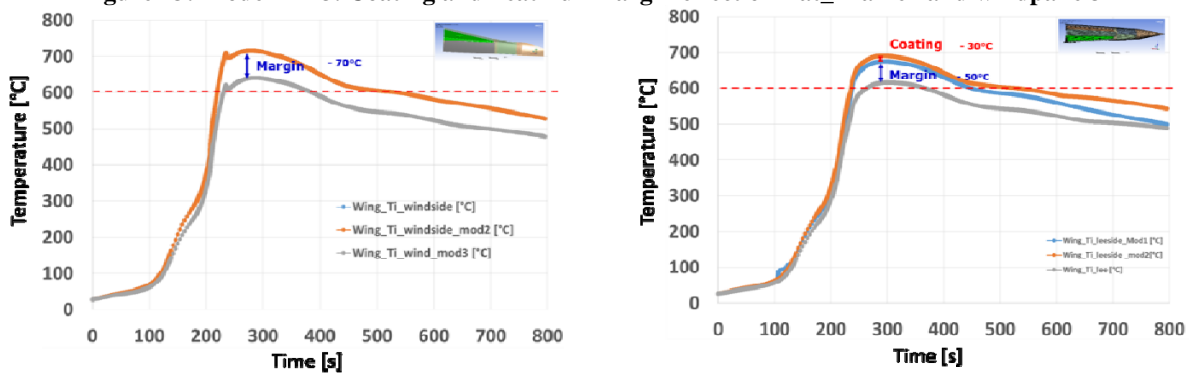 800
700
600
500
400
300
200
100
0
Temperature [°C]
Margin - 70°C
Wing_Ti_windside [°C]
Wing_Ti_windside_mod2 [°C]
Wing_Ti_wind_mod3 [°C]
0 100 200 300 400 500 600 700 800
Time [s]
800
700
600
500
400
300
200
100
0
Temperature [°C]
Coating - 30°C
Margin - 50°C
Wing_Ti_leeside_Mod1 [°C]
Wing_Ti_leeside _mod2[°C]
Wing_Ti_lee [°C]
0 100 200 300 400 500 600 700 800
Time [s]